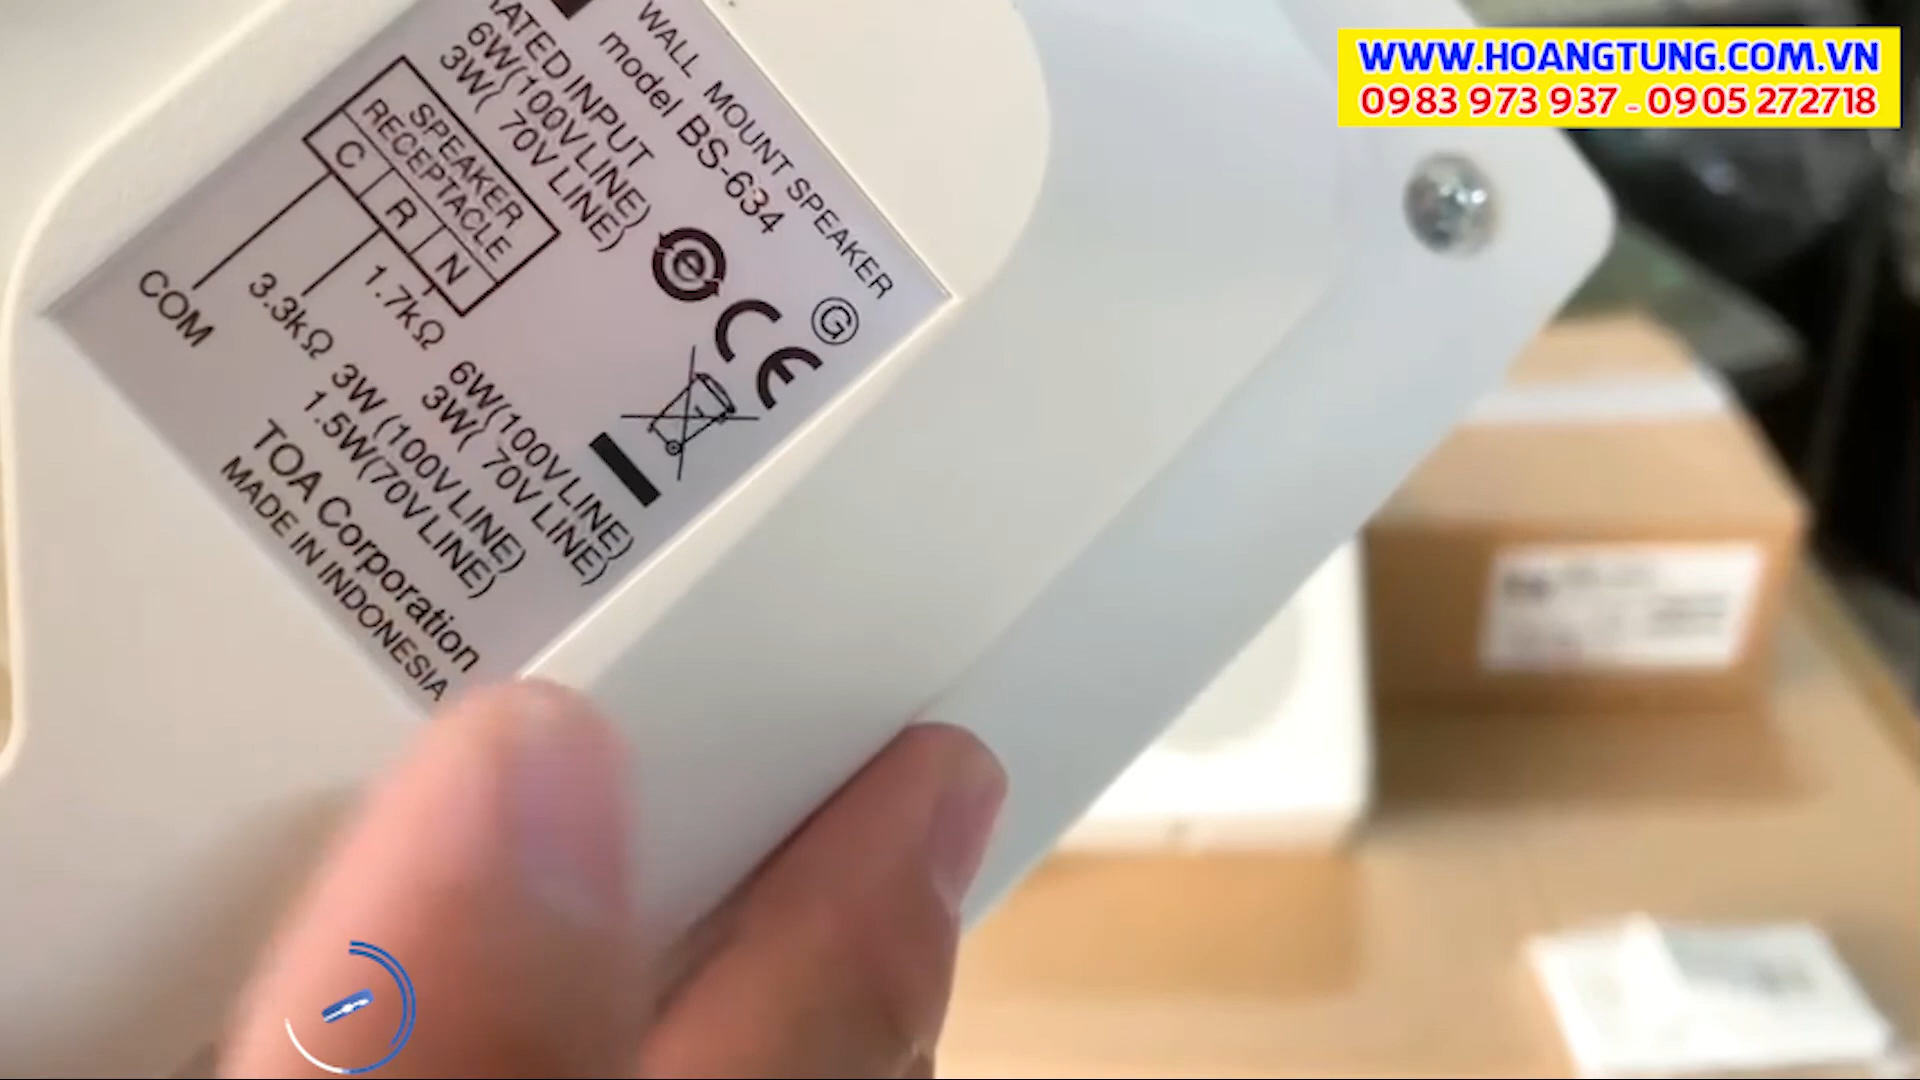 WWW.HOANGTUNG.COM.VN
0983 973 937 - 0905 272718
WALL MOUNT SPEAKER
model BS-634
RATED INPUT
6W(100V LINE)
3W( 70V LINE)
SPEAKER
RECEPTACLE
C R N
COM
3.3kΩ
1.7kΩ
6W(100V LINE)
3W( 70V LINE)
3W (100V LINE)
1.5W(70V LINE)
TOA Corporation
MADE IN INDONESIA
e
CE
G